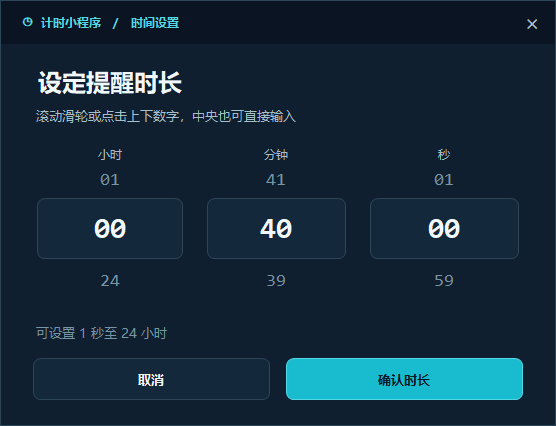 计时小程序 / 时间设置
设定提醒时长
滚动滑轮或点击上下数字，中央也可直接输入
小时 分钟 秒
01 41 01
00 40 00
24 39 59
可设置 1 秒至 24 小时
取消 确认时长